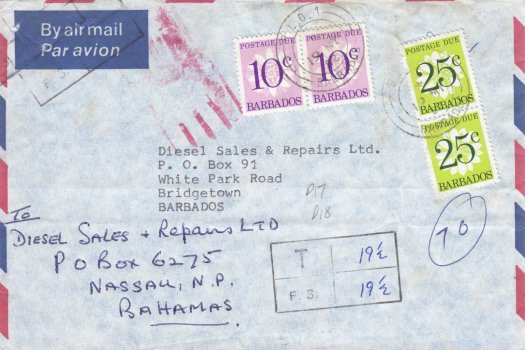 By air mail
Par avion
POSTAGE DUE
10c
BARBADOS
POSTAGE DUE
10c
BARBADOS
POSTAGE DUE
25c
POSTAGE DUE
25c
BARBADOS
Diesel Sales & Repairs Ltd.
P. O. Box 91
White Park Road
Bridgetown
BARBADOS
D17
D18
To
DIESEL SALES + Repairs LTD
P O Box 6275
NASSAU, N.P.
BAHAMAS
70
T 19½
F.S. 19½